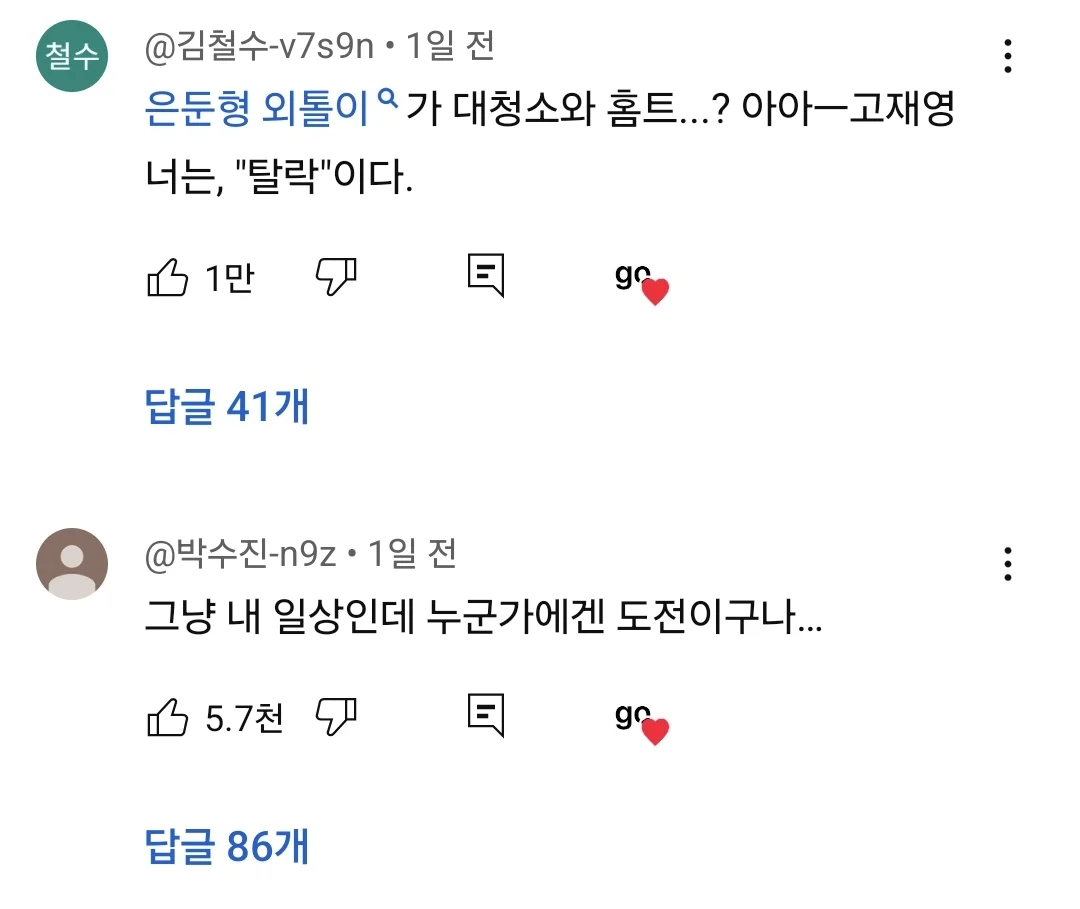 철수
@김철수-v7s9n • 1일 전
은둔형 외톨이가 대청소와 홈트...? 아아ㅡ고재영
너는, "탈락"이다.
1만
go
답글 41개
@박수진-n9z • 1일 전
그냥 내 일상인데 누군가에겐 도전이구나...
5.7천
go
답글 86개